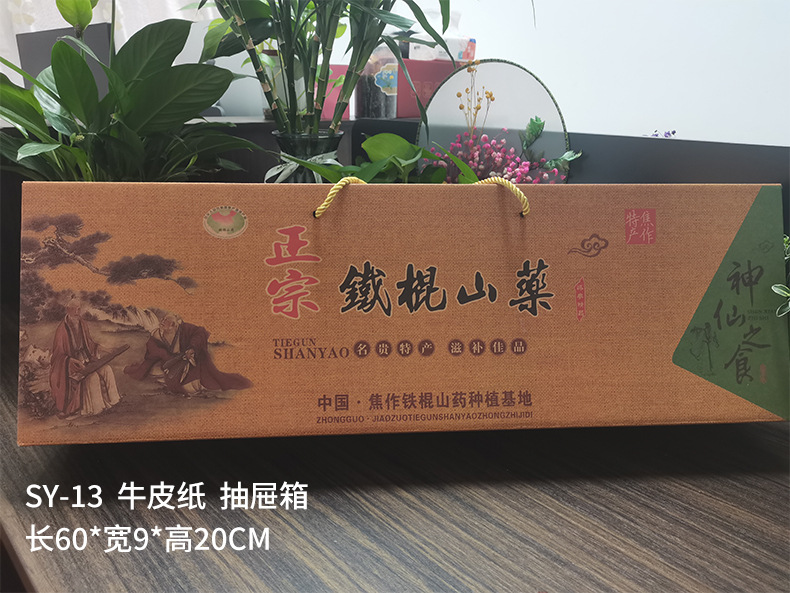 正宗
鐵棍山藥
TIEGUN
SHANYAO
名贵特产 滋补佳品
中国·焦作铁棍山药种植基地
ZHONGGUO·JIAOZUOTIEGUNSHANYAOZHONGZHIJIDI
焦作
特产
神仙之食
SY-13 牛皮纸 抽屉箱
长60*宽9*高20CM